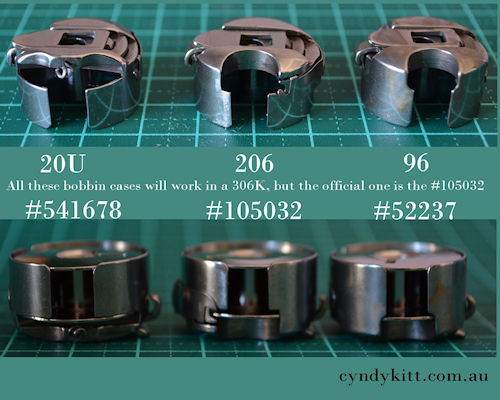 20U 206 96
All these bobbin cases will work in a 306K, but the official one is the #105032
#541678 #105032 #52237
cyndykitt.com.au